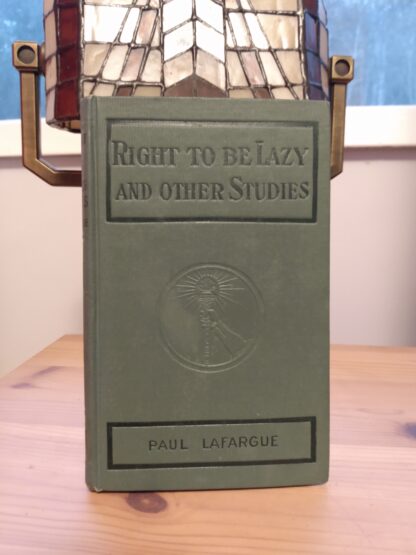 RIGHT TO BE LAZY
AND OTHER STUDIES
PAUL LAFARGUE